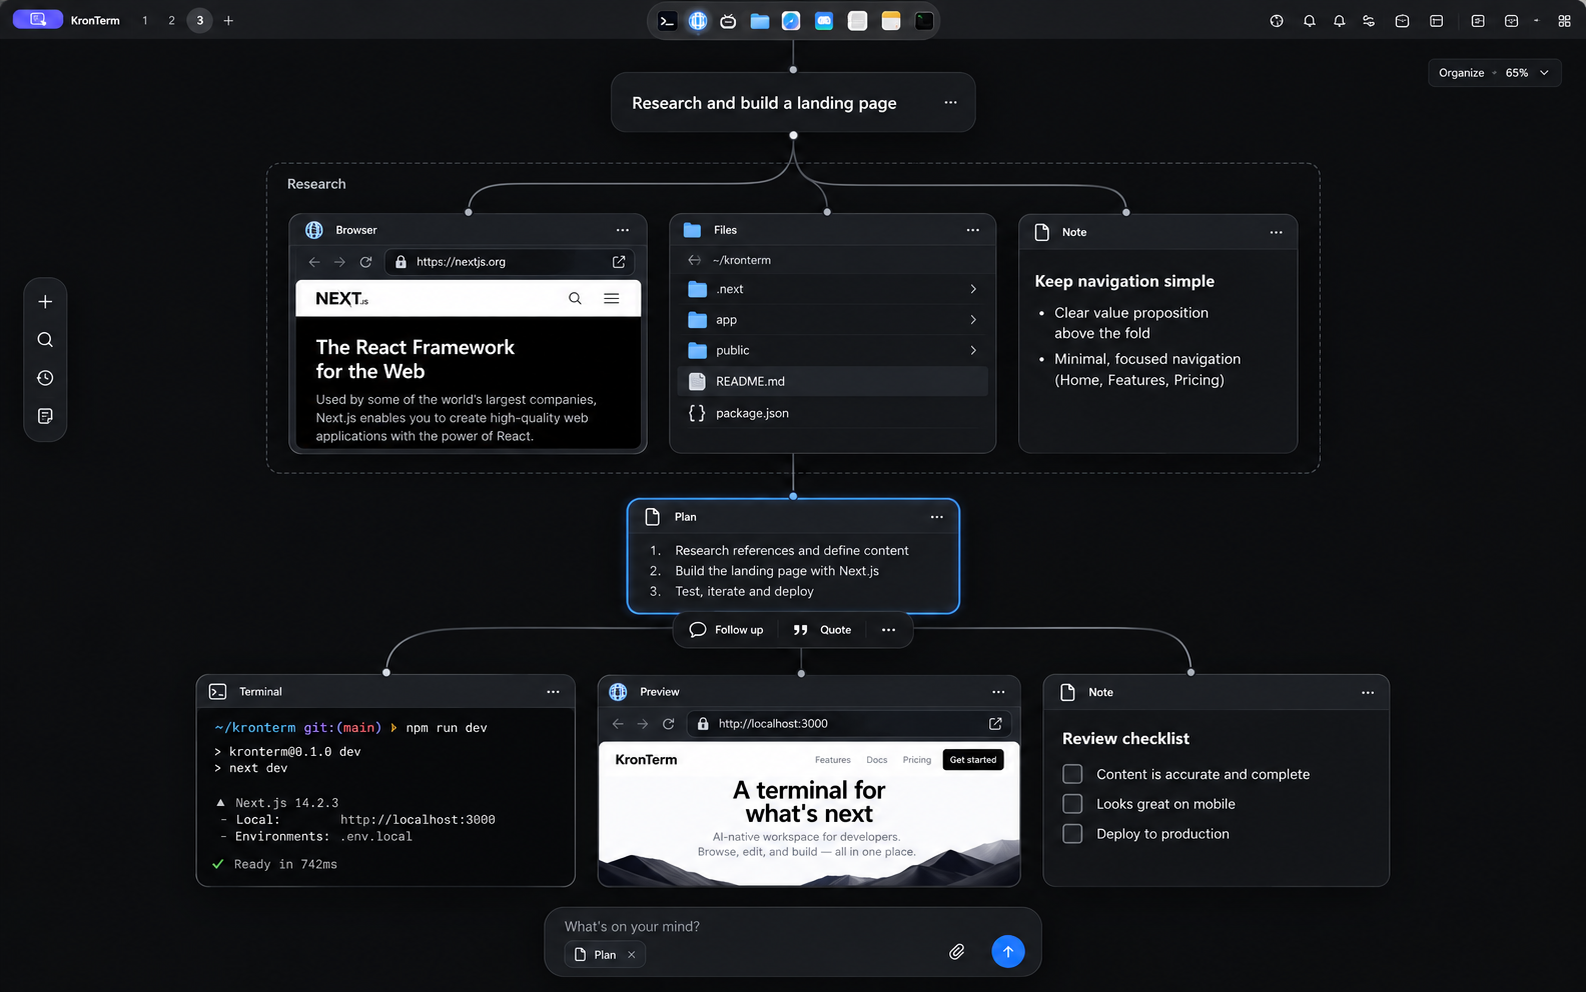 KronTerm 1 2 3
Organize 65%
Research and build a landing page
Research
Browser
https://nextjs.org
NEXT.JS
The React Framework
for the Web
Used by some of the world's largest companies,
Next.js enables you to create high-quality web
applications with the power of React.
Files
~/kronterm
.next
app
public
README.md
{} package.json
Note
Keep navigation simple
• Clear value proposition
above the fold
• Minimal, focused navigation
(Home, Features, Pricing)
Plan
1. Research references and define content
2. Build the landing page with Next.js
3. Test, iterate and deploy
Follow up Quote
Terminal
~/kronterm git:(main) npm run dev
> kronterm@0.1.0 dev
> next dev
▲ Next.js 14.2.3
- Local: http://localhost:3000
- Environments: .env.local
✓ Ready in 742ms
Preview
http://localhost:3000
KronTerm Features Docs Pricing Get started
A terminal for
what's next
AI-native workspace for developers.
Browse, edit, and build — all in one place.
Note
Review checklist
Content is accurate and complete
Looks great on mobile
Deploy to production
What's on your mind?
Plan ×